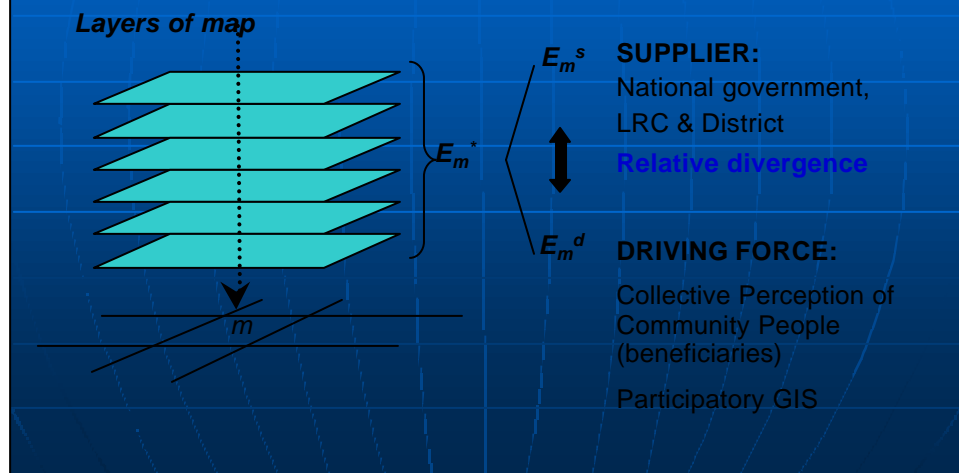 Layers of map
E_m^s
SUPPLIER:
National government,
LRC & District
E_m^*
Relative divergence
E_m^d
DRIVING FORCE:
Collective Perception of
Community People
(beneficiaries)
Participatory GIS
m